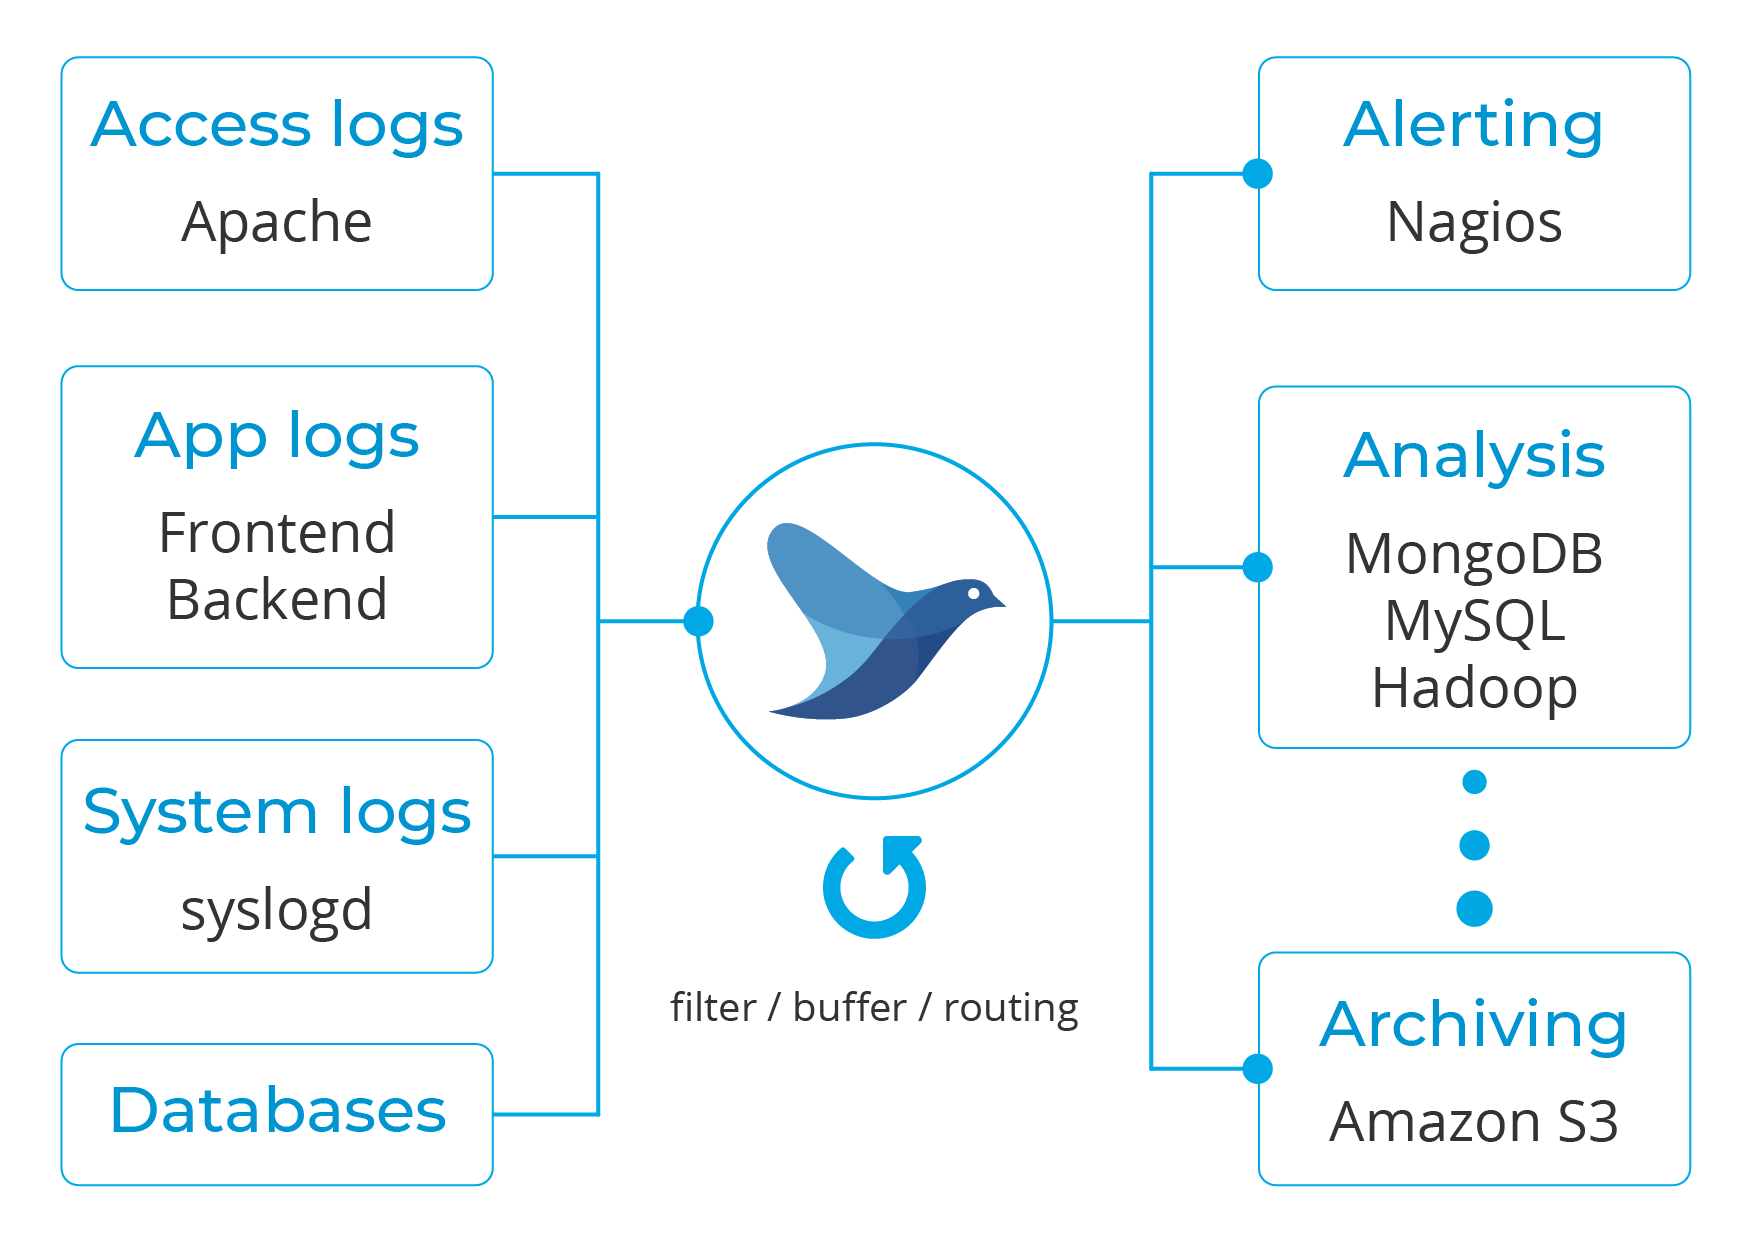 Access logs
Apache
App logs
Frontend
Backend
System logs
syslogd
Databases
filter / buffer / routing
Alerting
Nagios
Analysis
MongoDB
MySQL
Hadoop
Archiving
Amazon S3